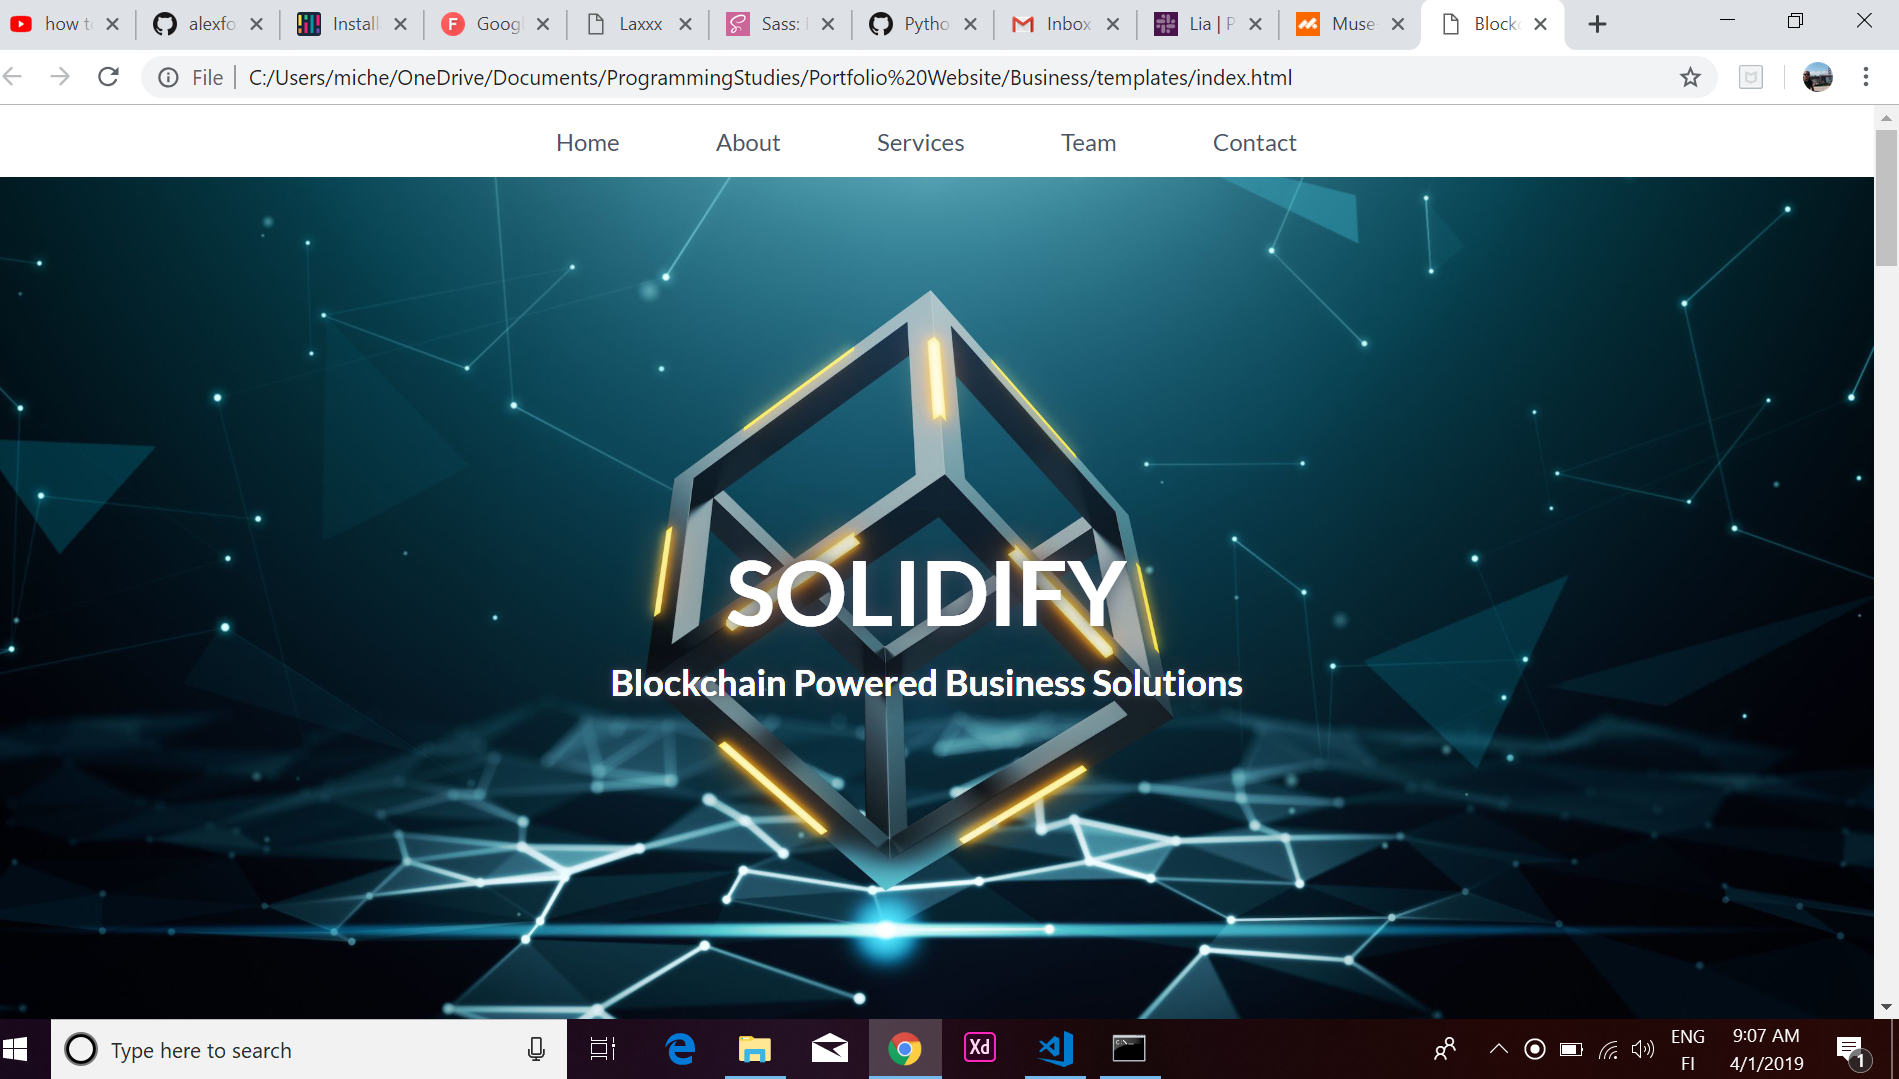 how t
alexfo
Install
F
Goog
Laxxx
Sass:
Pytho
Inbox
Lia | P
Muse
Block
File | C:/Users/miche/OneDrive/Documents/ProgrammingStudies/Portfolio%20Website/Business/templates/index.html
Home About Services Team Contact
SOLIDIFY
Blockchain Powered Business Solutions
Type here to search
Xd
ENG
FI
9:07 AM
4/1/2019
1